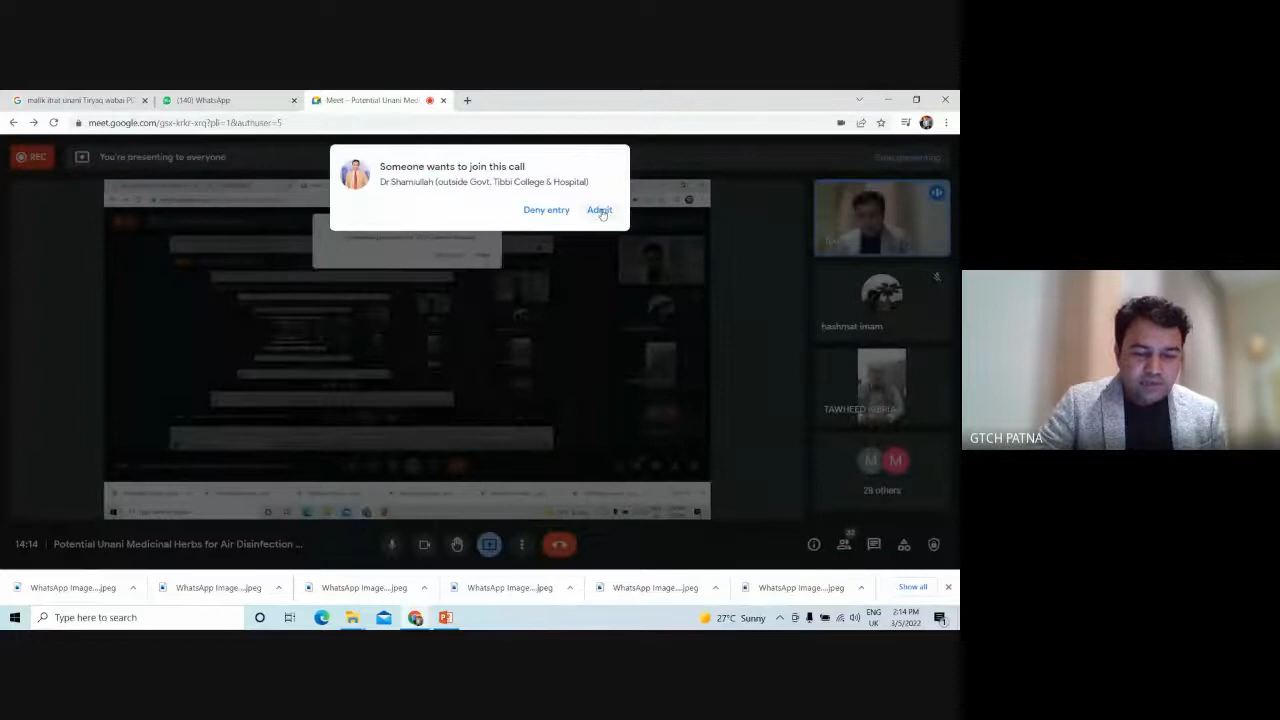 malik itrat unani Tiryaq wabai PD
(140) WhatsApp
Meet – Potential Unani Med
meet.google.com/gsx-krkr-xrq?pli=1&authuser=5
REC
You're presenting to everyone
Stop presenting
Someone wants to join this call
Dr Shamiullah (outside Govt. Tibbi College & Hospital)
Deny entry
Admit
hashmat imam
TAWHEED
M
M
28 others
GTCH PATNA
14:14
Potential Unani Medicinal Herbs for Air Disinfection ...
WhatsApp Image....jpeg
WhatsApp Image....jpeg
WhatsApp Image....jpeg
WhatsApp Image....jpeg
WhatsApp Image....jpeg
WhatsApp Image....jpeg
Show all
Type here to search
27°C Sunny
ENG
UK
2:14 PM
3/5/2022